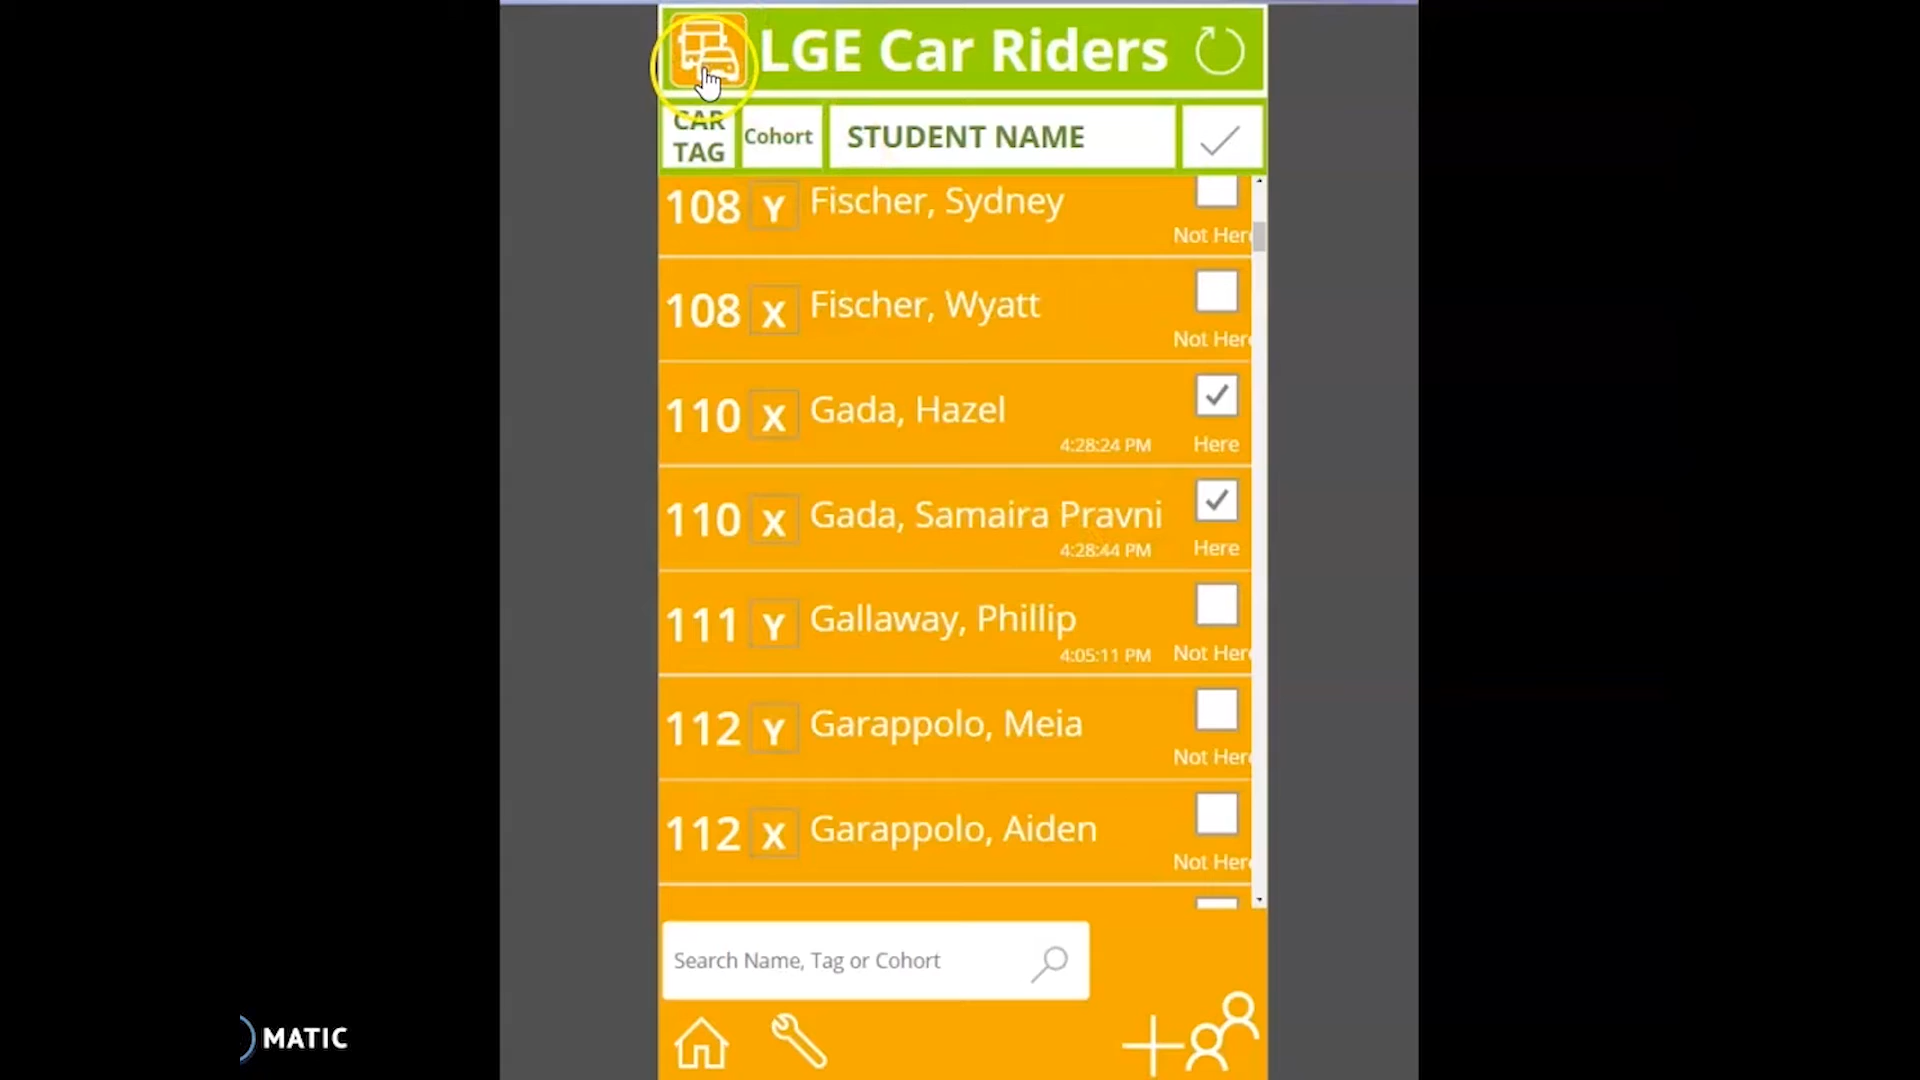 LGE Car Riders
CAR TAG
Cohort
STUDENT NAME
108 Y Fischer, Sydney
Not Here
108 X Fischer, Wyatt
Not Here
110 X Gada, Hazel
4:28:24 PM Here
110 X Gada, Samaira Pravni
4:28:44 PM Here
111 Y Gallaway, Phillip
4:05:11 PM Not Here
112 Y Garappolo, Meia
Not Here
112 X Garappolo, Aiden
Not Here
Search Name, Tag or Cohort
MATIC